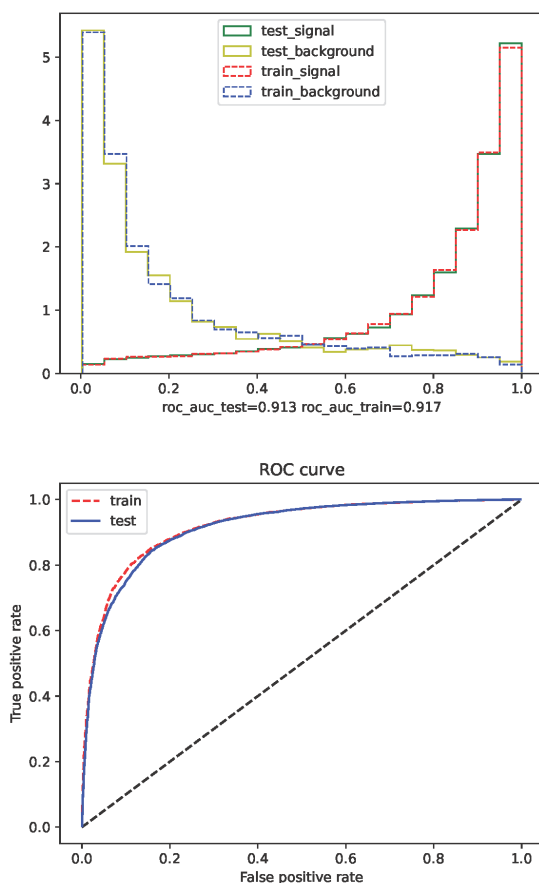 test_signal
test_background
train_signal
train_background
5
4
3
2
1
0
0.0 0.2 0.4 0.6 0.8 1.0
roc_auc_test=0.913 roc_auc_train=0.917
ROC curve
train
test
True positive rate
1.0
0.8
0.6
0.4
0.2
0.0
0.0 0.2 0.4 0.6 0.8 1.0
False positive rate